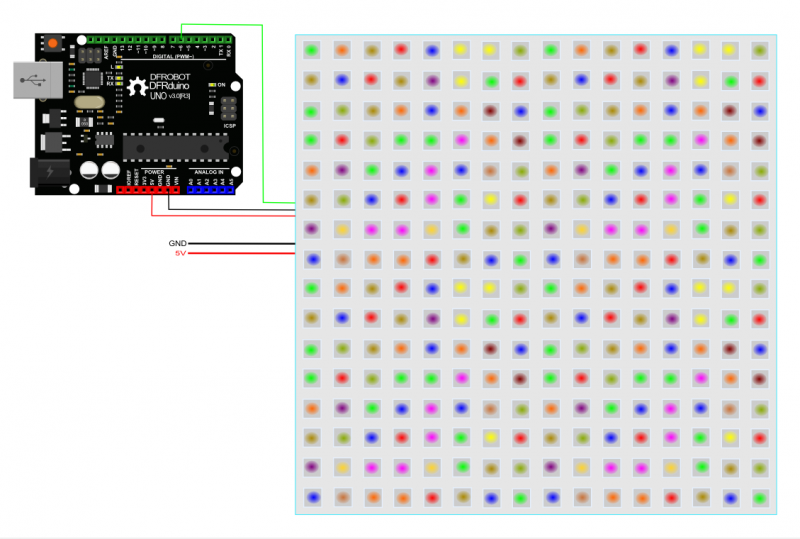 AREF
GND
13
12
11
~10
~9
8
7
~6
~5
4
~3
2
TX 1
RX 0
DIGITAL (PWM~)
L
TX
RX
DFROBOT
DFRduino
UNO v3.0[R3]
ON
ICSP
POWER
ANALOG IN
IOREF
RESET
3V3
5V
GND
GND
VIN
A0
A1
A2
A3
A4
A5
GND
5V